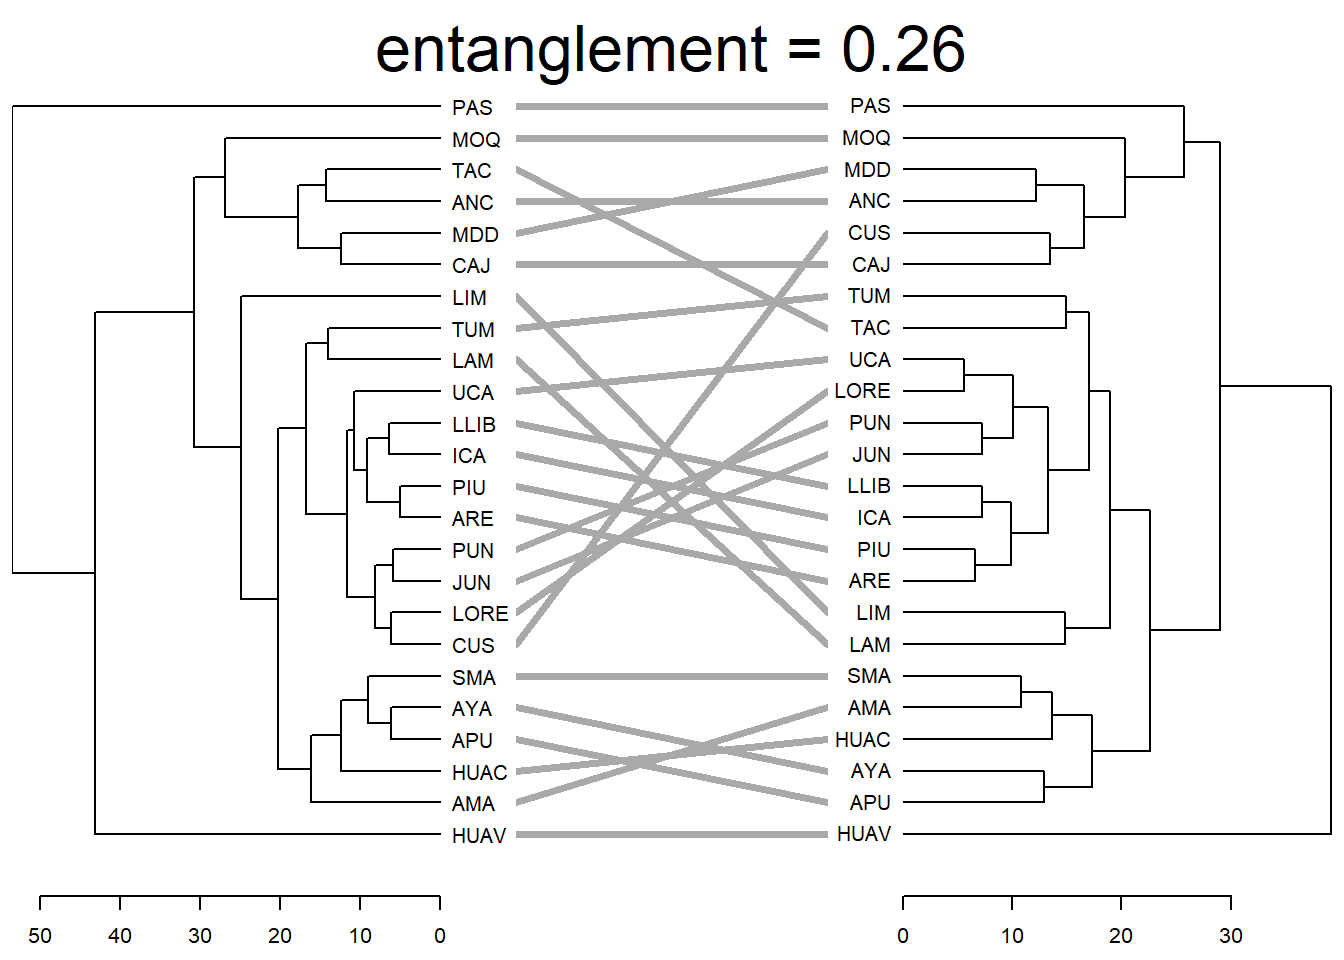 entanglement = 0.26
PAS PAS
MOQ MOQ
TAC MDD
ANC ANC
MDD CUS
CAJ CAJ
LIM TUM
TUM TAC
LAM UCA
UCA LORE
LLIB PUN
ICA JUN
PIU LLIB
ARE ICA
PUN PIU
JUN ARE
LORE LIM
CUS LAM
SMA SMA
AYA AMA
APU HUAC
HUAC AYA
AMA APU
HUAV HUAV
50 40 30 20 10 0 0 10 20 30